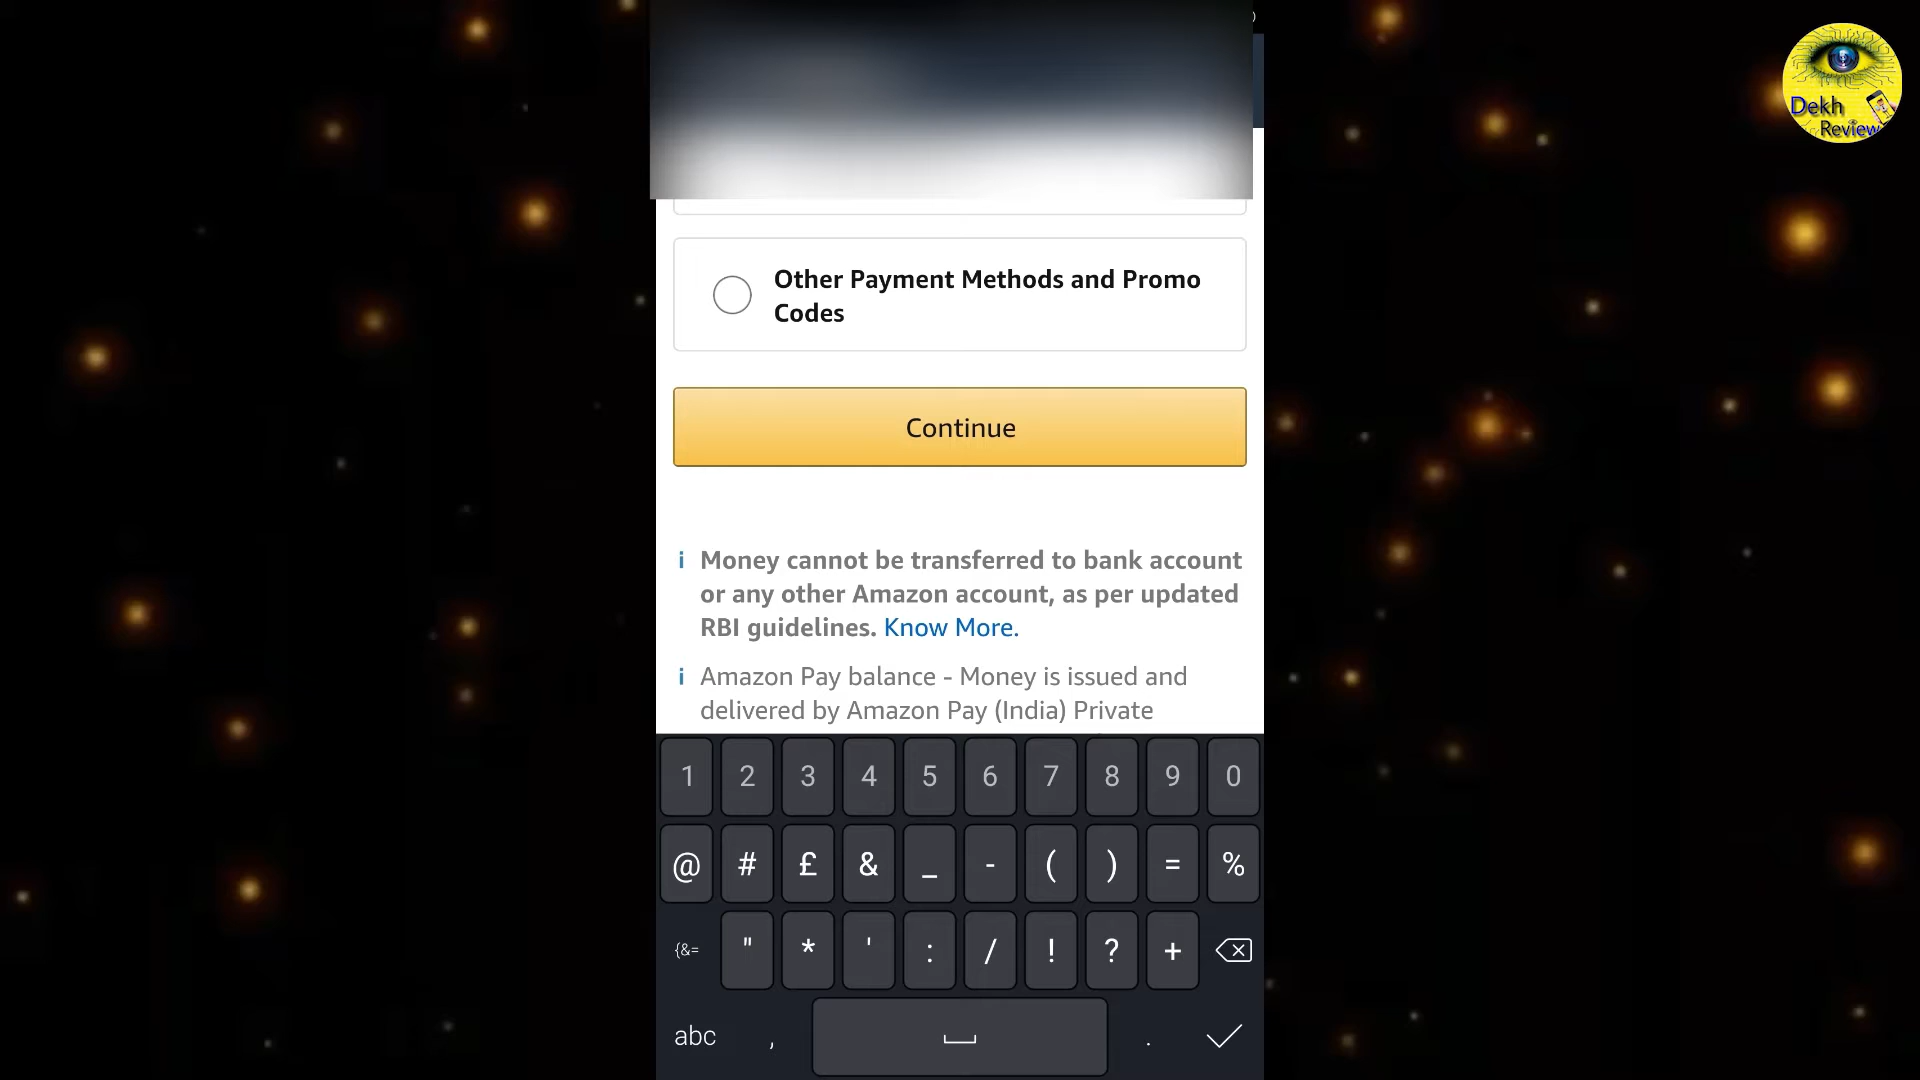 Dekh
Review
Other Payment Methods and Promo
Codes
Continue
i Money cannot be transferred to bank account
or any other Amazon account, as per updated
RBI guidelines. Know More.
i Amazon Pay balance - Money is issued and
delivered by Amazon Pay (India) Private
1 2 3 4 5 6 7 8 9 0
@ # £ & _ - ( ) = %
{&= " * ' : / ! ? +
abc , .